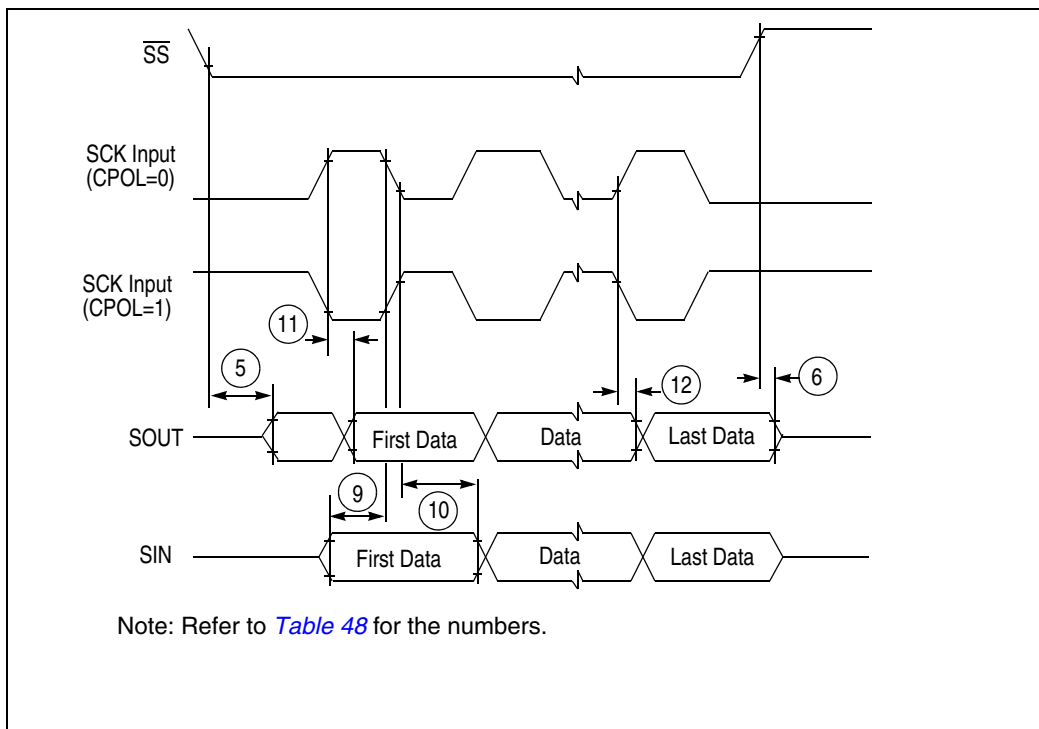 SS
SCK Input
(CPOL=0)
SCK Input
(CPOL=1)
11
5
12
6
SOUT
First Data
Data
Last Data
9
10
SIN
First Data
Data
Last Data
Note: Refer to Table 48 for the numbers.